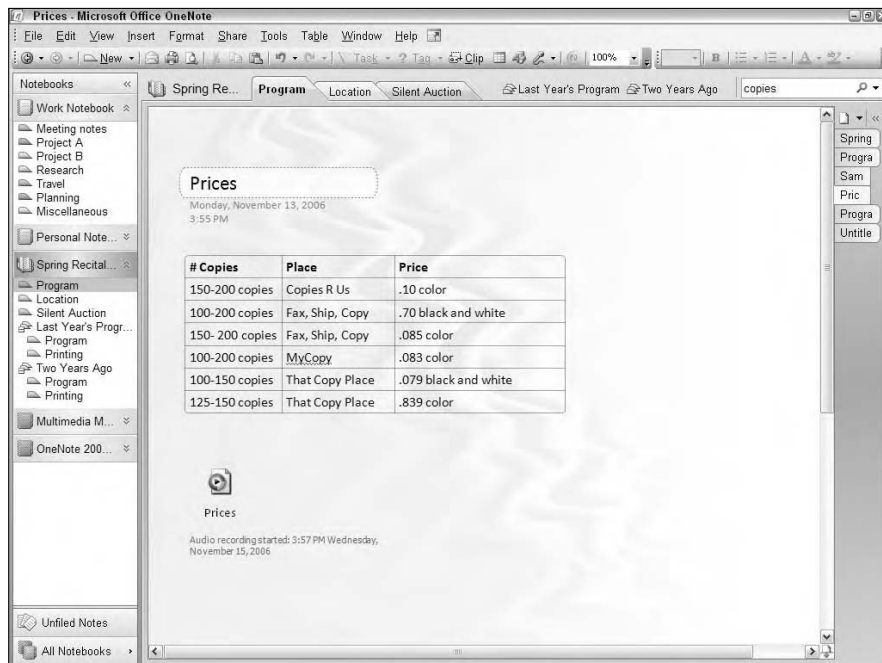 Prices - Microsoft Office OneNote
File Edit View Insert Format Share Tools Table Window Help
New Task ? Tag Clip 100% B A
Notebooks
Spring Re... Program Location Silent Auction Last Year's Program Two Years Ago copies
Work Notebook
Meeting notes
Project A
Project B
Research
Travel
Planning
Miscellaneous
Personal Note...
Spring Recital...
Program
Location
Silent Auction
Last Year's Progr...
Program
Printing
Two Years Ago
Program
Printing
Multimedia M...
OneNote 200...
Unfiled Notes
All Notebooks
Prices
Monday, November 13, 2006
3:55 PM
# Copies Place Price
150-200 copies Copies R Us .10 color
100-200 copies Fax, Ship, Copy .70 black and white
150- 200 copies Fax, Ship, Copy .085 color
100-200 copies MyCopy .083 color
100-150 copies That Copy Place .079 black and white
125-150 copies That Copy Place .839 color
Prices
Audio recording started: 3:57 PM Wednesday,
November 15, 2006
Spring
Progra
Sam
Pric
Progra
Untitle